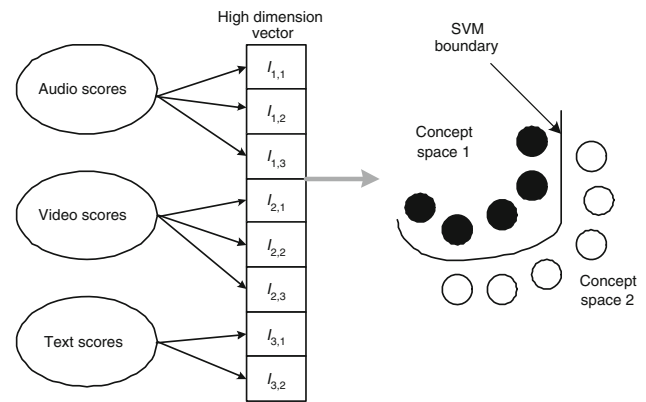 High dimension
vector
Audio scores
Video scores
Text scores
I1,1
I1,2
I1,3
I2,1
I2,2
I2,3
I3,1
I3,2
SVM
boundary
Concept
space 1
Concept
space 2